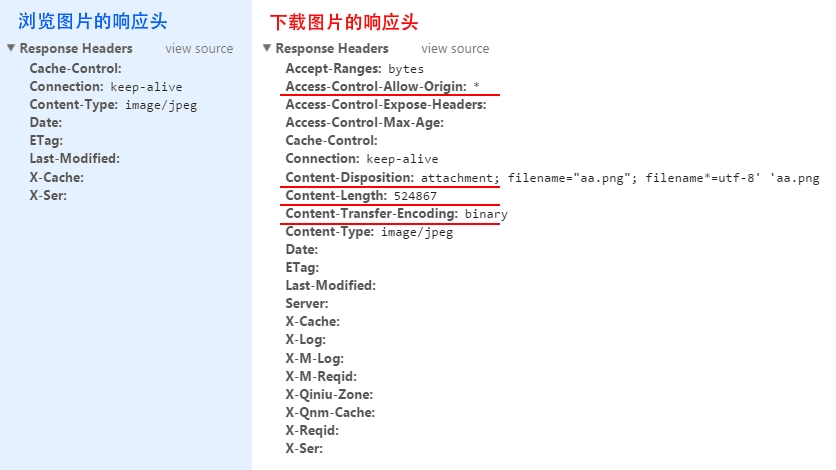 浏览图片的响应头
Response Headers view source
Cache-Control:
Connection: keep-alive
Content-Type: image/jpeg
Date:
ETag:
Last-Modified:
X-Cache:
X-Ser:
下载图片的响应头
Response Headers view source
Accept-Ranges: bytes
Access-Control-Allow-Origin: *
Access-Control-Expose-Headers:
Access-Control-Max-Age:
Cache-Control:
Connection: keep-alive
Content-Disposition: attachment; filename="aa.png"; filename*=utf-8' 'aa.png
Content-Length: 524867
Content-Transfer-Encoding: binary
Content-Type: image/jpeg
Date:
ETag:
Last-Modified:
Server:
X-Cache:
X-Log:
X-M-Log:
X-M-Reqid:
X-Qiniu-Zone:
X-Qnm-Cache:
X-Reqid:
X-Ser: